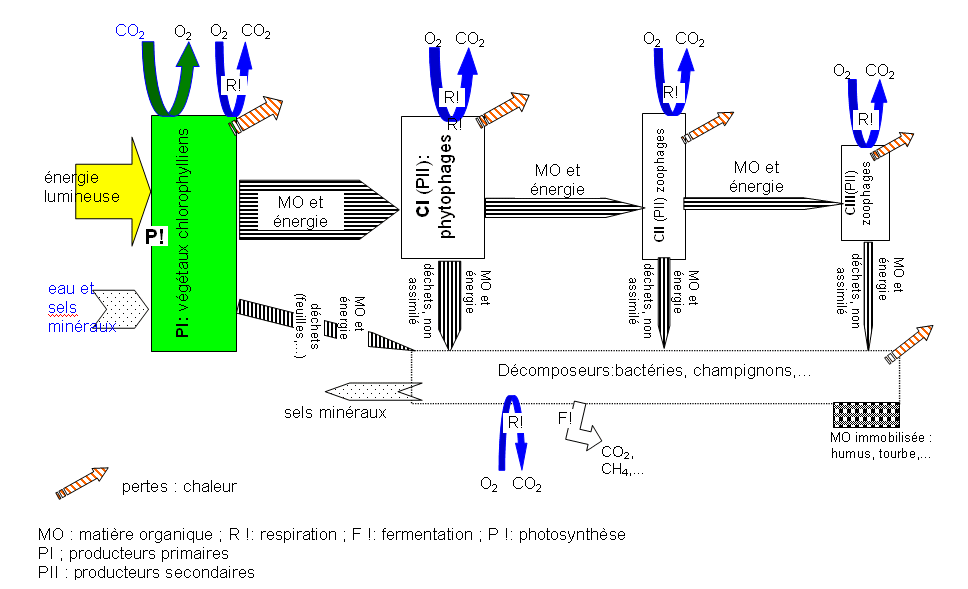 CO₂ O₂ O₂ CO₂
R!
O₂ CO₂
R!
R!
O₂ CO₂
R!
O₂ CO₂
R!
énergie
lumineuse
P!
PI: végétaux chlorophylliens
MO et
énergie
CI (PII):
phytophages
MO et
énergie
CII (PII) zoophages
MO et
énergie
CIII(PII)
zoophages
eau et
sels
minéraux
MO et
énergie
déchets
(feuilles,...)
MO et
énergie
déchets, non
assimilé
MO et
énergie
déchets, non
assimilé
MO et
énergie
déchets, non
assimilé
Décomposeurs:bactéries, champignons,...
sels minéraux
R!
O₂ CO₂
F!
CO₂,
CH₄,...
MO immobilisée :
humus, tourbe,...
pertes : chaleur
MO : matière organique ; R !: respiration ; F !: fermentation ; P !: photosynthèse
PI ; producteurs primaires
PII : producteurs secondaires